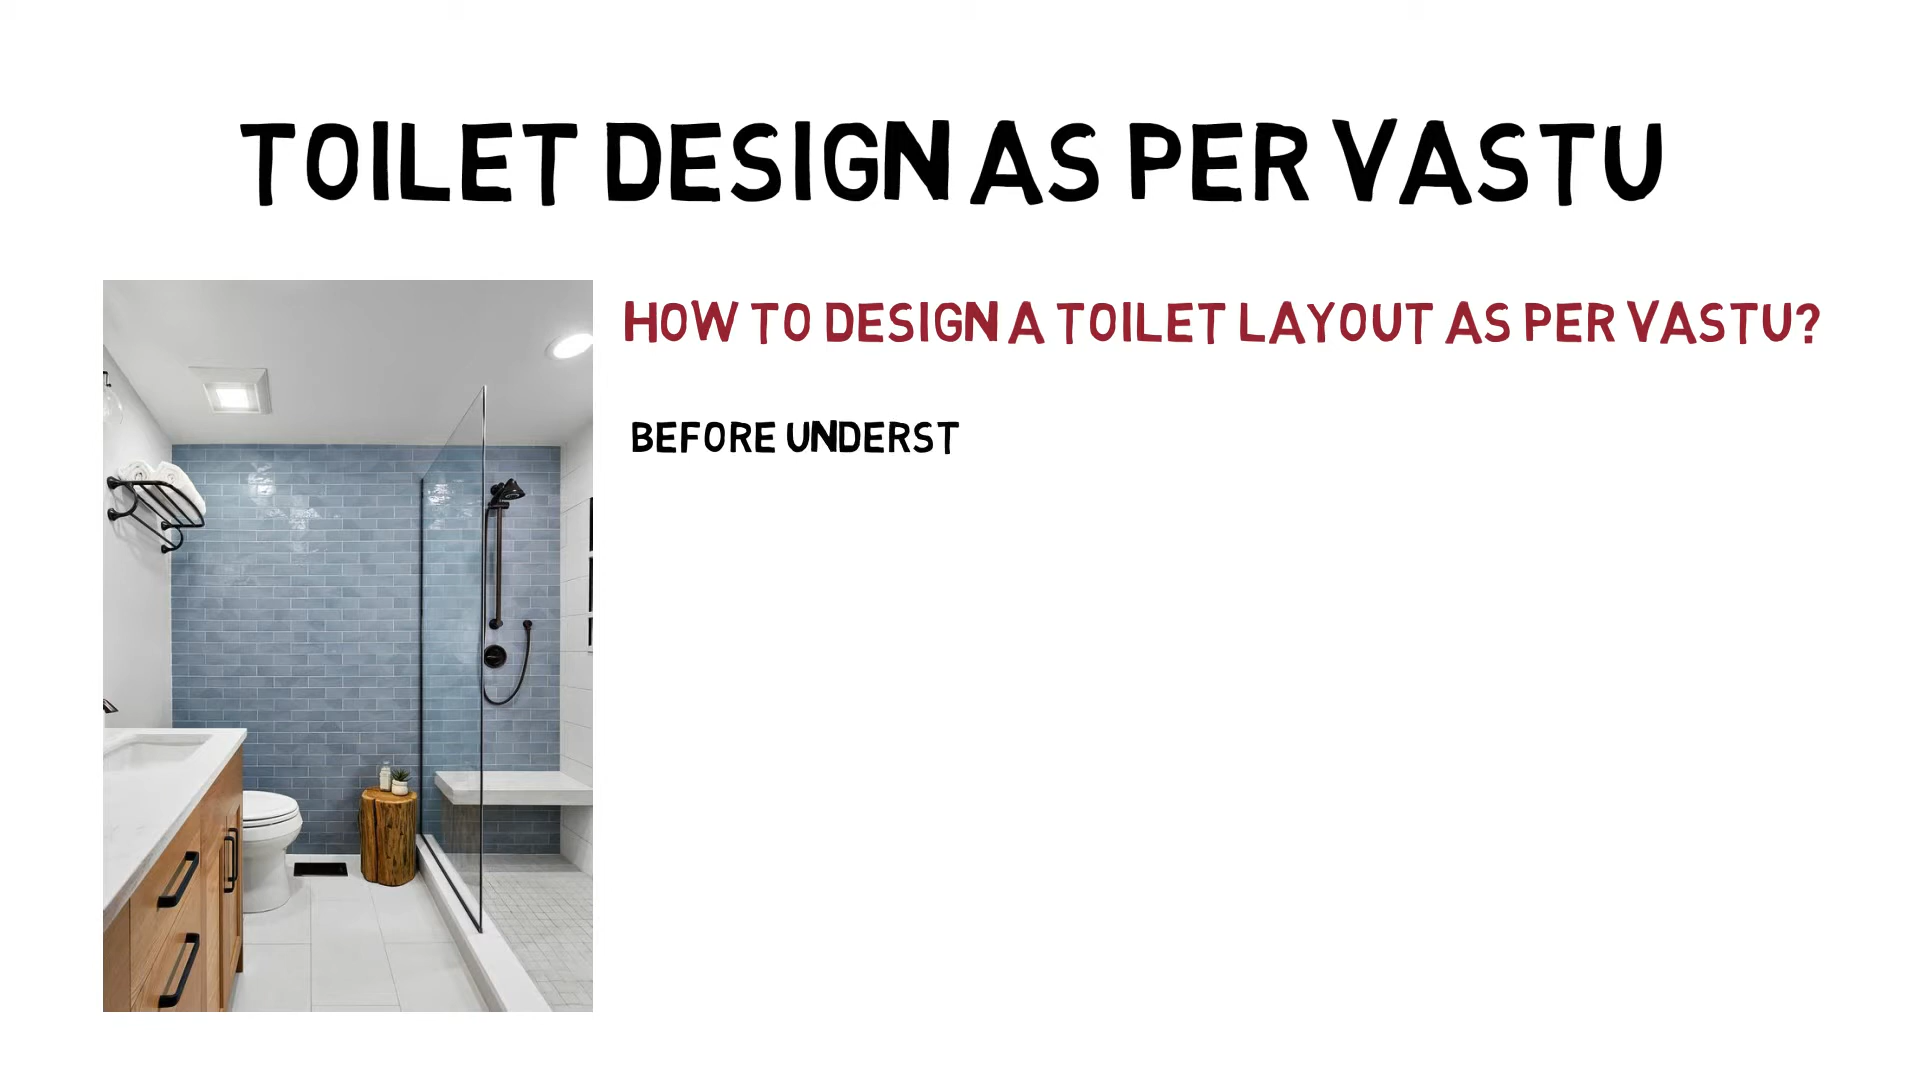 TOILET DESIGN AS PER VASTU
HOW TO DESIGN A TOILET LAYOUT AS PER VASTU?
BEFORE UNDERST